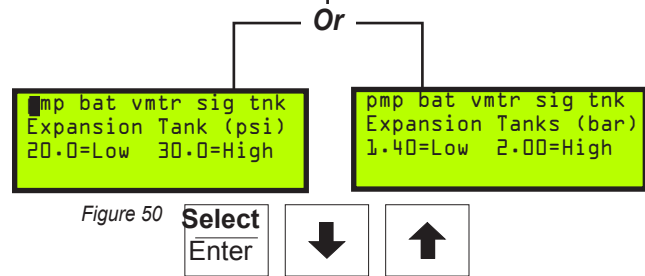 Or
pmp bat vmtr sig tnk
Expansion Tank (psi)
20.0=Low 30.0=High
pmp bat vmtr sig tnk
Expansion Tanks (bar)
1.40=Low 2.00=High
Figure 50
Select
Enter